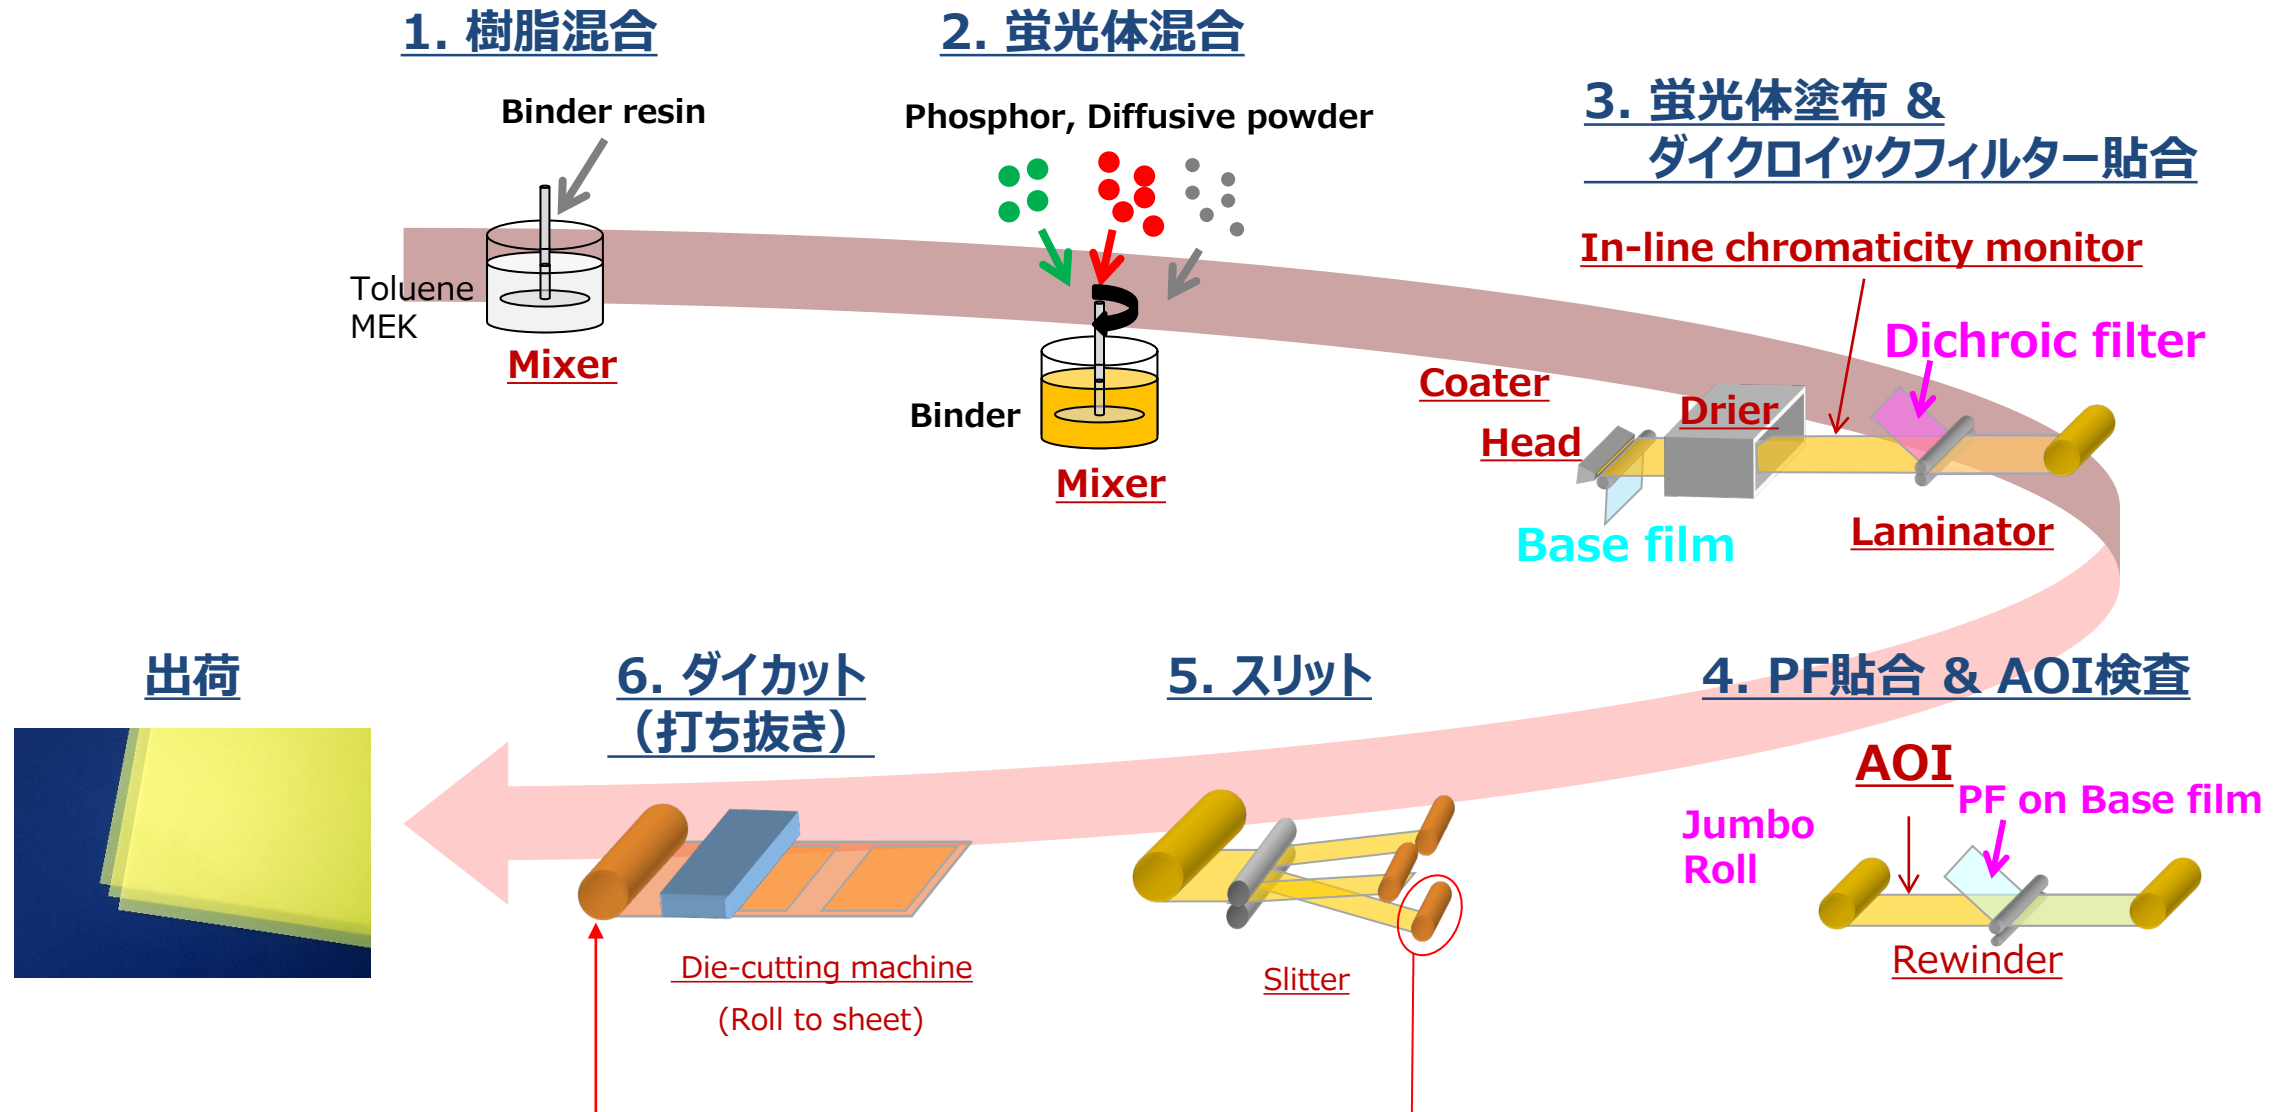 1. 樹脂混合
2. 蛍光体混合
Binder resin
Toluene
MEK
Mixer
Phosphor, Diffusive powder
Binder
Mixer
3. 蛍光体塗布 &
ダイクロイックフィルター貼合
In-line chromaticity monitor
Dichroic filter
Coater
Drier
Head
Base film
Laminator
出荷
6. ダイカット
（打ち抜き）
5. スリット
4. PF貼合 & AOI検査
AOI
PF on Base film
Jumbo
Roll
Rewinder
Die-cutting machine
(Roll to sheet)
Slitter